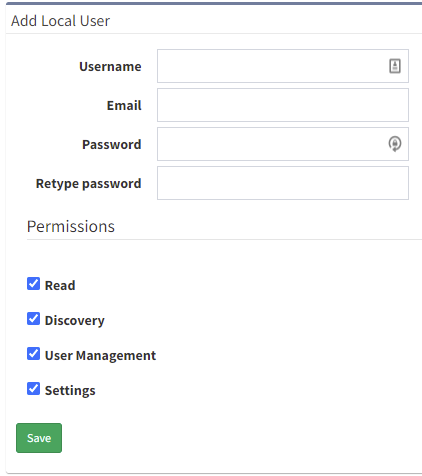 Add Local User
Username
Email
Password
Retype password
Permissions
Read
Discovery
User Management
Settings
Save